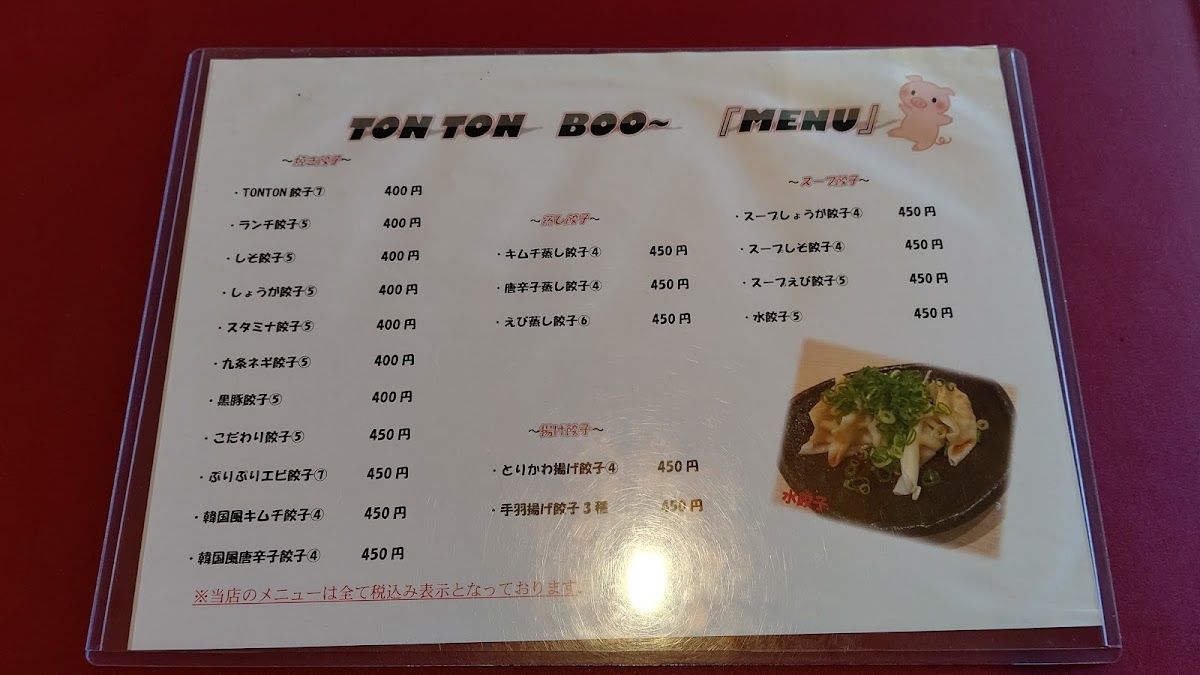 TON TON BOO~ 『MENU』
~焼き餃子~
・TONTON餃子⑦ 400円
・ランチ餃子⑤ 400円
・しそ餃子⑤ 400円
・しょうが餃子⑤ 400円
・スタミナ餃子⑤ 400円
・九条ネギ餃子⑤ 400円
・黒豚餃子⑤ 400円
・こだわり餃子⑤ 450円
・ぷりぷりエビ餃子⑦ 450円
・韓国風キムチ餃子④ 450円
・韓国風唐辛子餃子④ 450円
~蒸し餃子~
・キムチ蒸し餃子④ 450円
・唐辛子蒸し餃子④ 450円
・えび蒸し餃子⑥ 450円
~揚げ餃子~
・とりかわ揚げ餃子④ 450円
・手羽揚げ餃子3種 450円
~スープ餃子~
・スープしょうが餃子④ 450円
・スープしそ餃子④ 450円
・スープえび餃子⑤ 450円
・水餃子⑤ 450円
水餃子
※当店のメニューは全て税込み表示となっております。